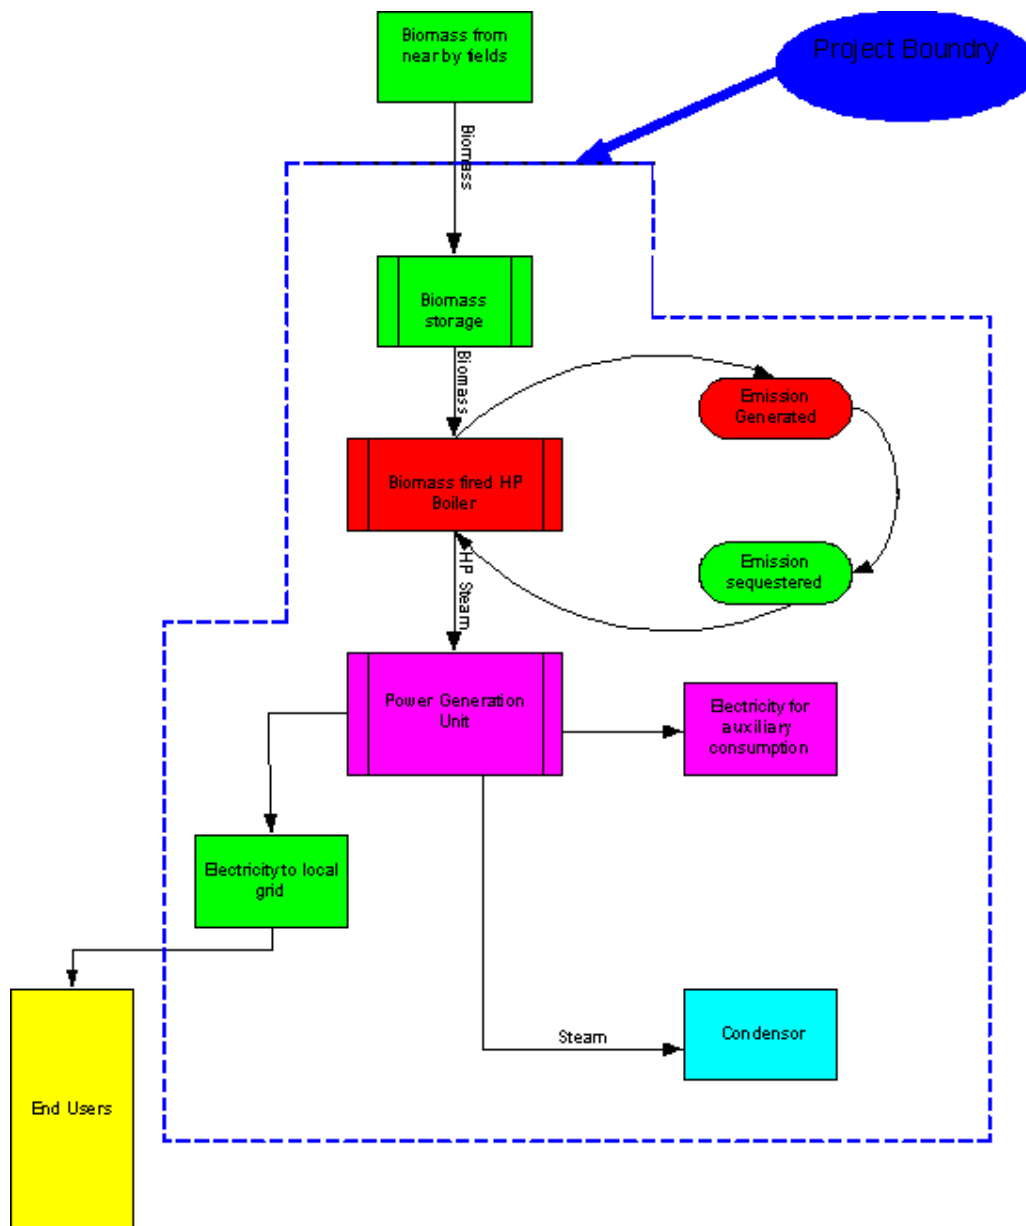 Biomass from
near by fields
Project Boundry
Biomass
Biomass
storage
Biomass
Emission
Generated
Biomass fired HP
Boiler
Emission
sequestered
HP Steam
Power Generation
Unit
Electricity for
auxiliary
consumption
Electricity to local
grid
Steam
Condensor
End Users